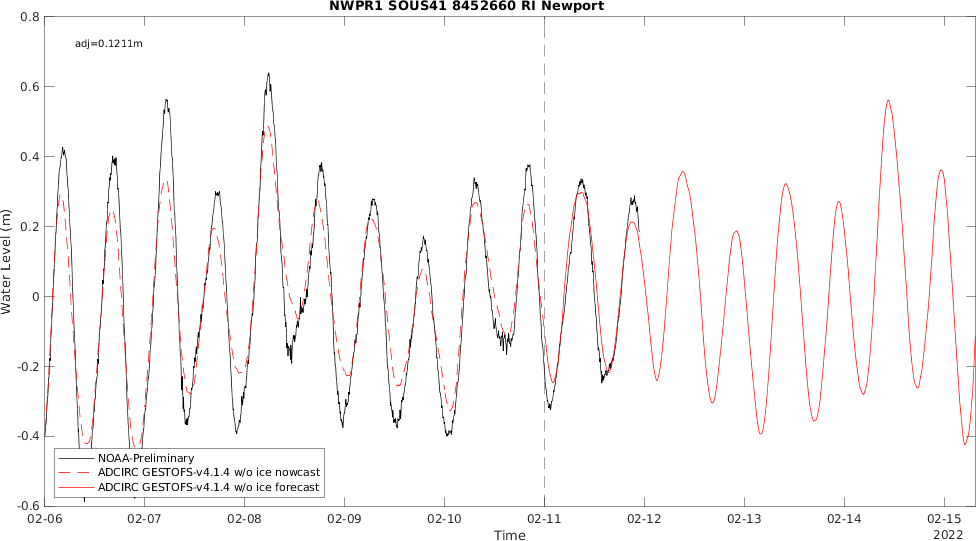 NWPR1 SOUS41 8452660 RI Newport
0.8
adj=0.1211m
0.6
0.4
0.2
0
-0.2
-0.4
-0.6
Water Level (m)
NOAA-Preliminary
ADCIRC GESTOFS-v4.1.4 w/o ice nowcast
ADCIRC GESTOFS-v4.1.4 w/o ice forecast
02-06 02-07 02-08 02-09 02-10 02-11 02-12 02-13 02-14 02-15
Time
2022